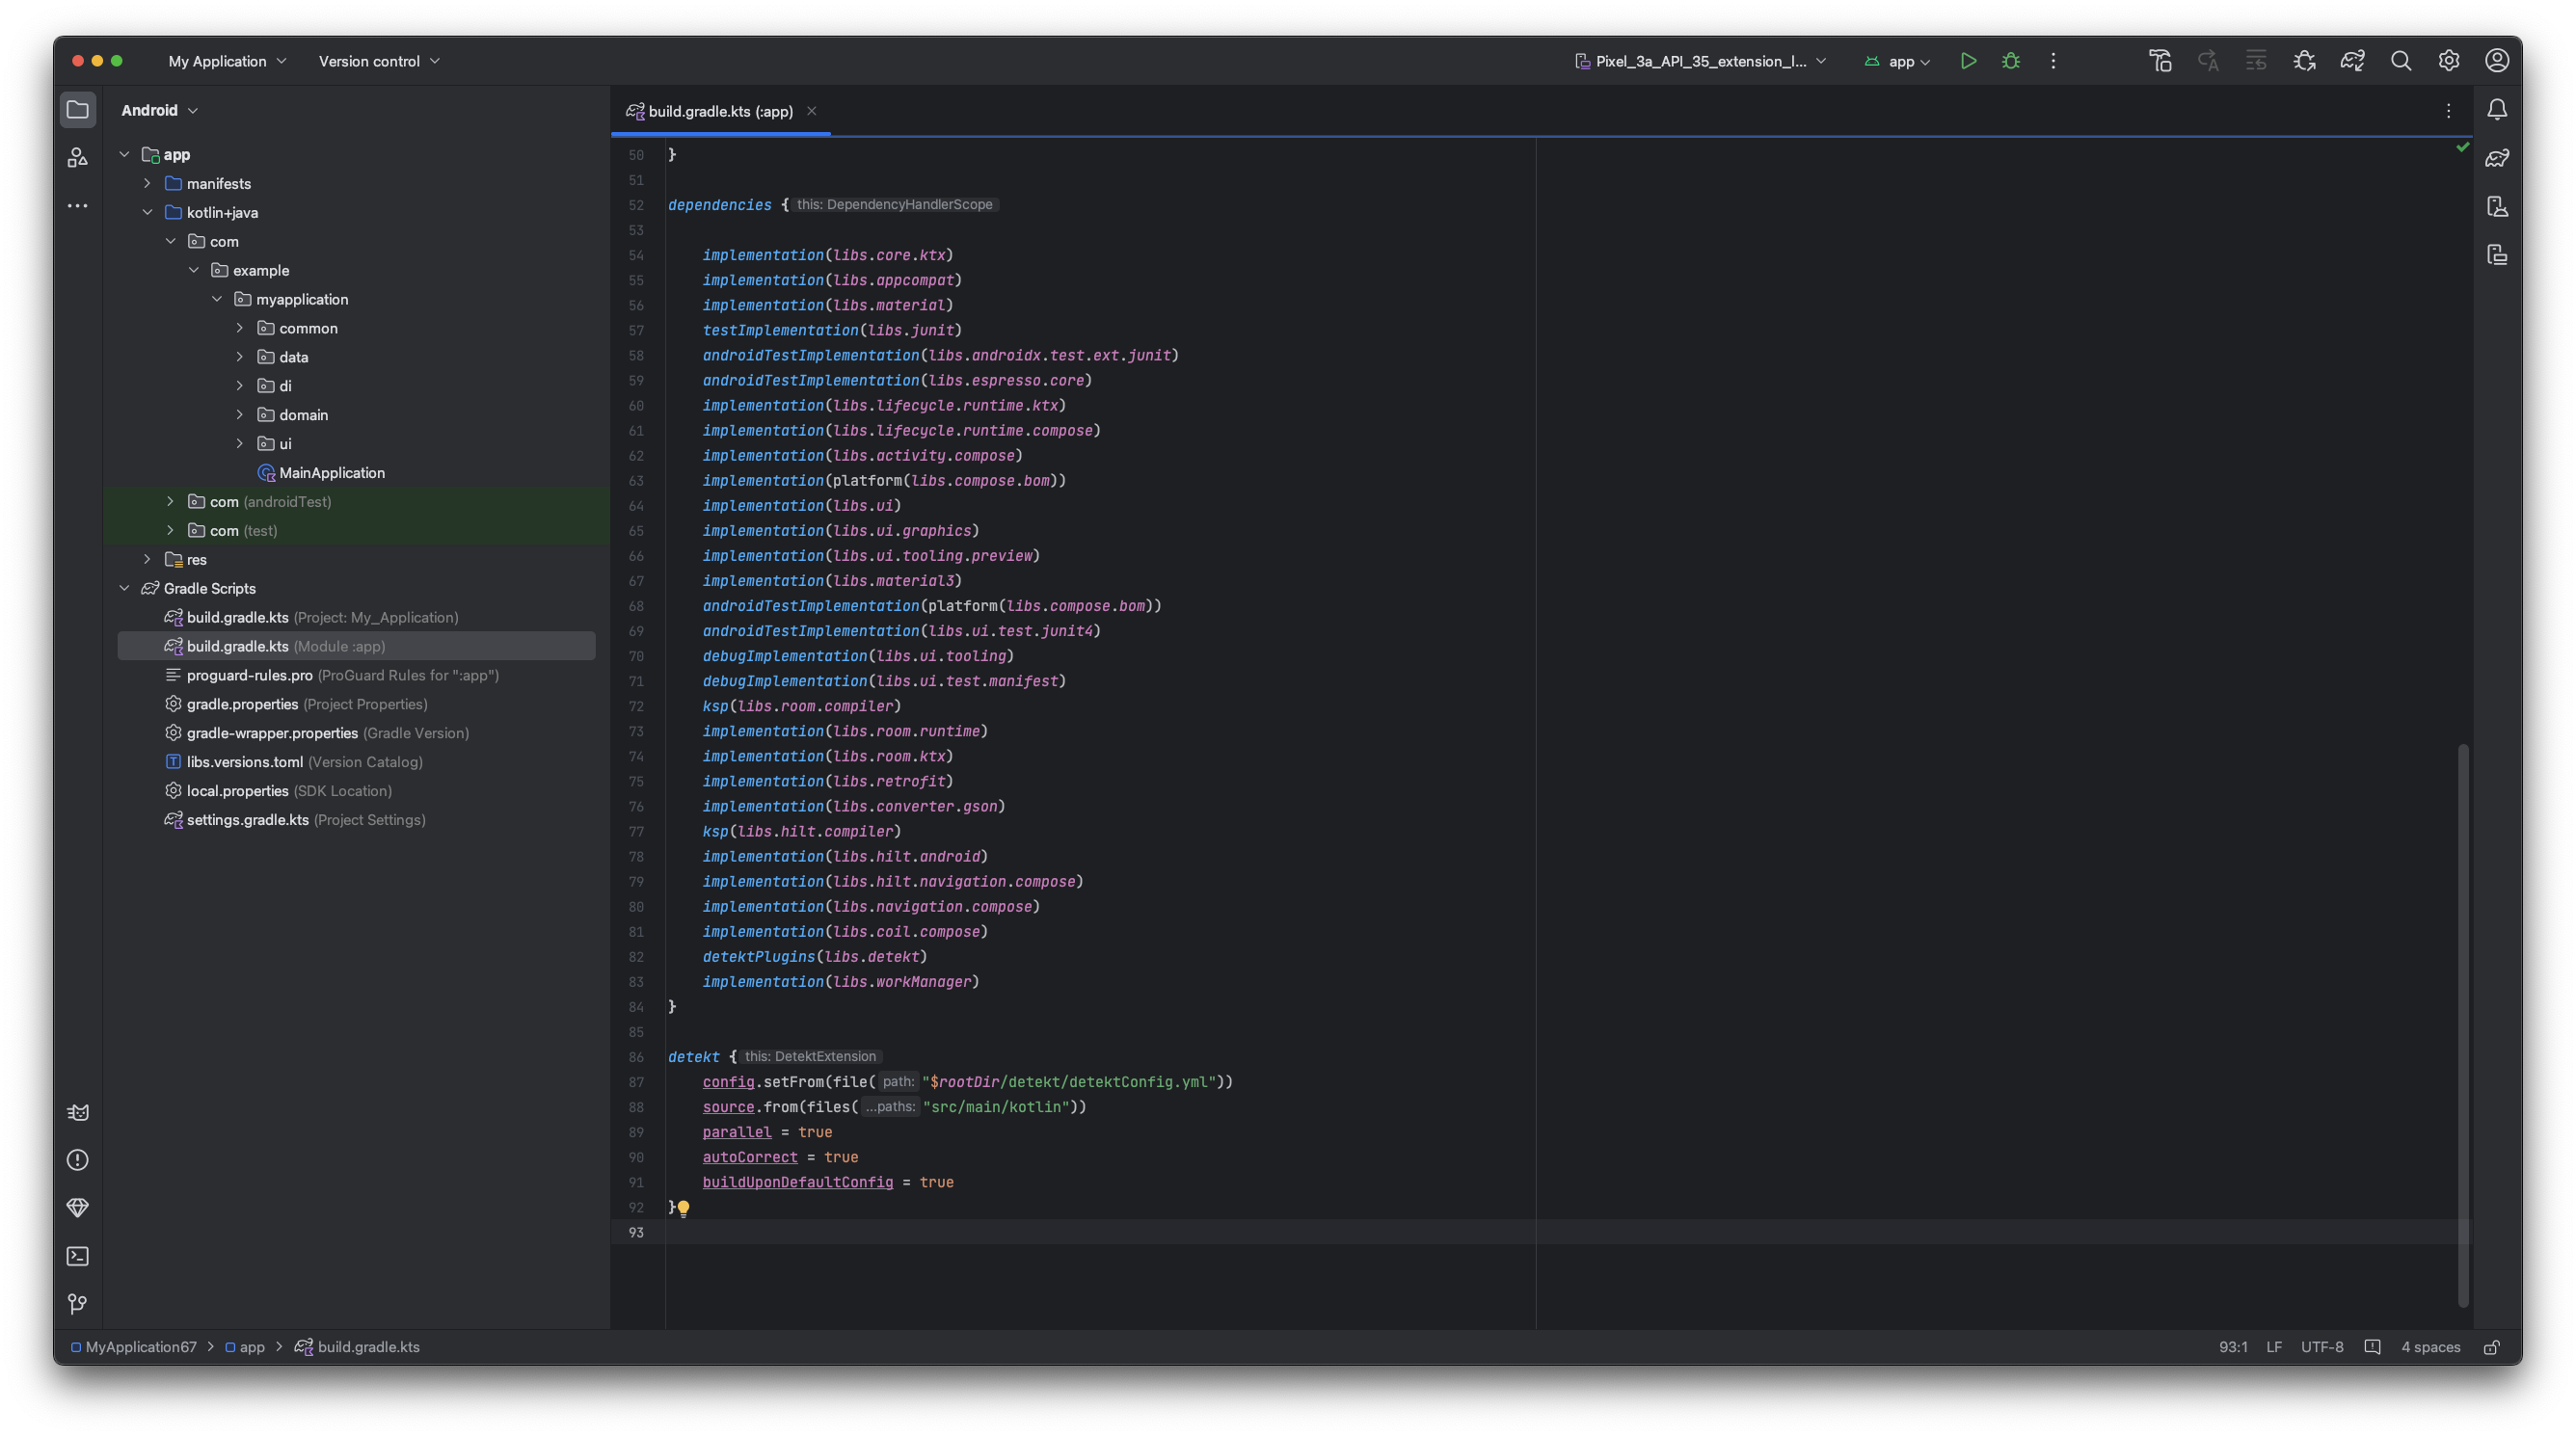 My Application
Version control
Pixel_3a_API_35_extension_l...
app
Android
app
manifests
kotlin+java
com
example
myapplication
common
data
di
domain
ui
MainApplication
com (androidTest)
com (test)
res
Gradle Scripts
build.gradle.kts (Project: My_Application)
build.gradle.kts (Module :app)
proguard-rules.pro (ProGuard Rules for ":app")
gradle.properties (Project Properties)
gradle-wrapper.properties (Gradle Version)
libs.versions.toml (Version Catalog)
local.properties (SDK Location)
settings.gradle.kts (Project Settings)
build.gradle.kts (:app)
50 }
51
52 dependencies { this: DependencyHandlerScope
53
54 implementation(libs.core.ktx)
55 implementation(libs.appcompat)
56 implementation(libs.material)
57 testImplementation(libs.junit)
58 androidTestImplementation(libs.androidx.test.ext.junit)
59 androidTestImplementation(libs.espresso.core)
60 implementation(libs.lifecycle.runtime.ktx)
61 implementation(libs.lifecycle.runtime.compose)
62 implementation(libs.activity.compose)
63 implementation(platform(libs.compose.bom))
64 implementation(libs.ui)
65 implementation(libs.ui.graphics)
66 implementation(libs.ui.tooling.preview)
67 implementation(libs.material3)
68 androidTestImplementation(platform(libs.compose.bom))
69 androidTestImplementation(libs.ui.test.junit4)
70 debugImplementation(libs.ui.tooling)
71 debugImplementation(libs.ui.test.manifest)
72 ksp(libs.room.compiler)
73 implementation(libs.room.runtime)
74 implementation(libs.room.ktx)
75 implementation(libs.retrofit)
76 implementation(libs.converter.gson)
77 ksp(libs.hilt.compiler)
78 implementation(libs.hilt.android)
79 implementation(libs.hilt.navigation.compose)
80 implementation(libs.navigation.compose)
81 implementation(libs.coil.compose)
82 detektPlugins(libs.detekt)
83 implementation(libs.workManager)
84 }
85
86 detekt { this: DetektExtension
87 config.setFrom(file( path: "$rootDir/detekt/detektConfig.yml"))
88 source.from(files( ...paths: "src/main/kotlin"))
89 parallel = true
90 autoCorrect = true
91 buildUponDefaultConfig = true
92 }
93
MyApplication67 > app > build.gradle.kts
93:1 LF UTF-8 4 spaces